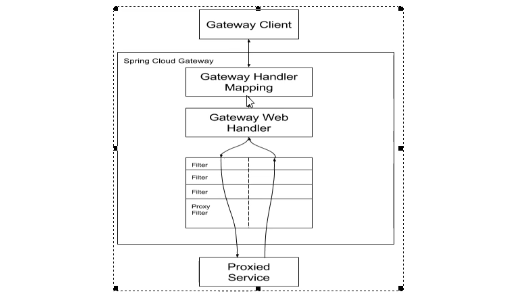 Gateway Client
Spring Cloud Gateway
Gateway Handler
Mapping
Gateway Web
Handler
Filter
Filter
Filter
Proxy
Filter
Proxied
Service